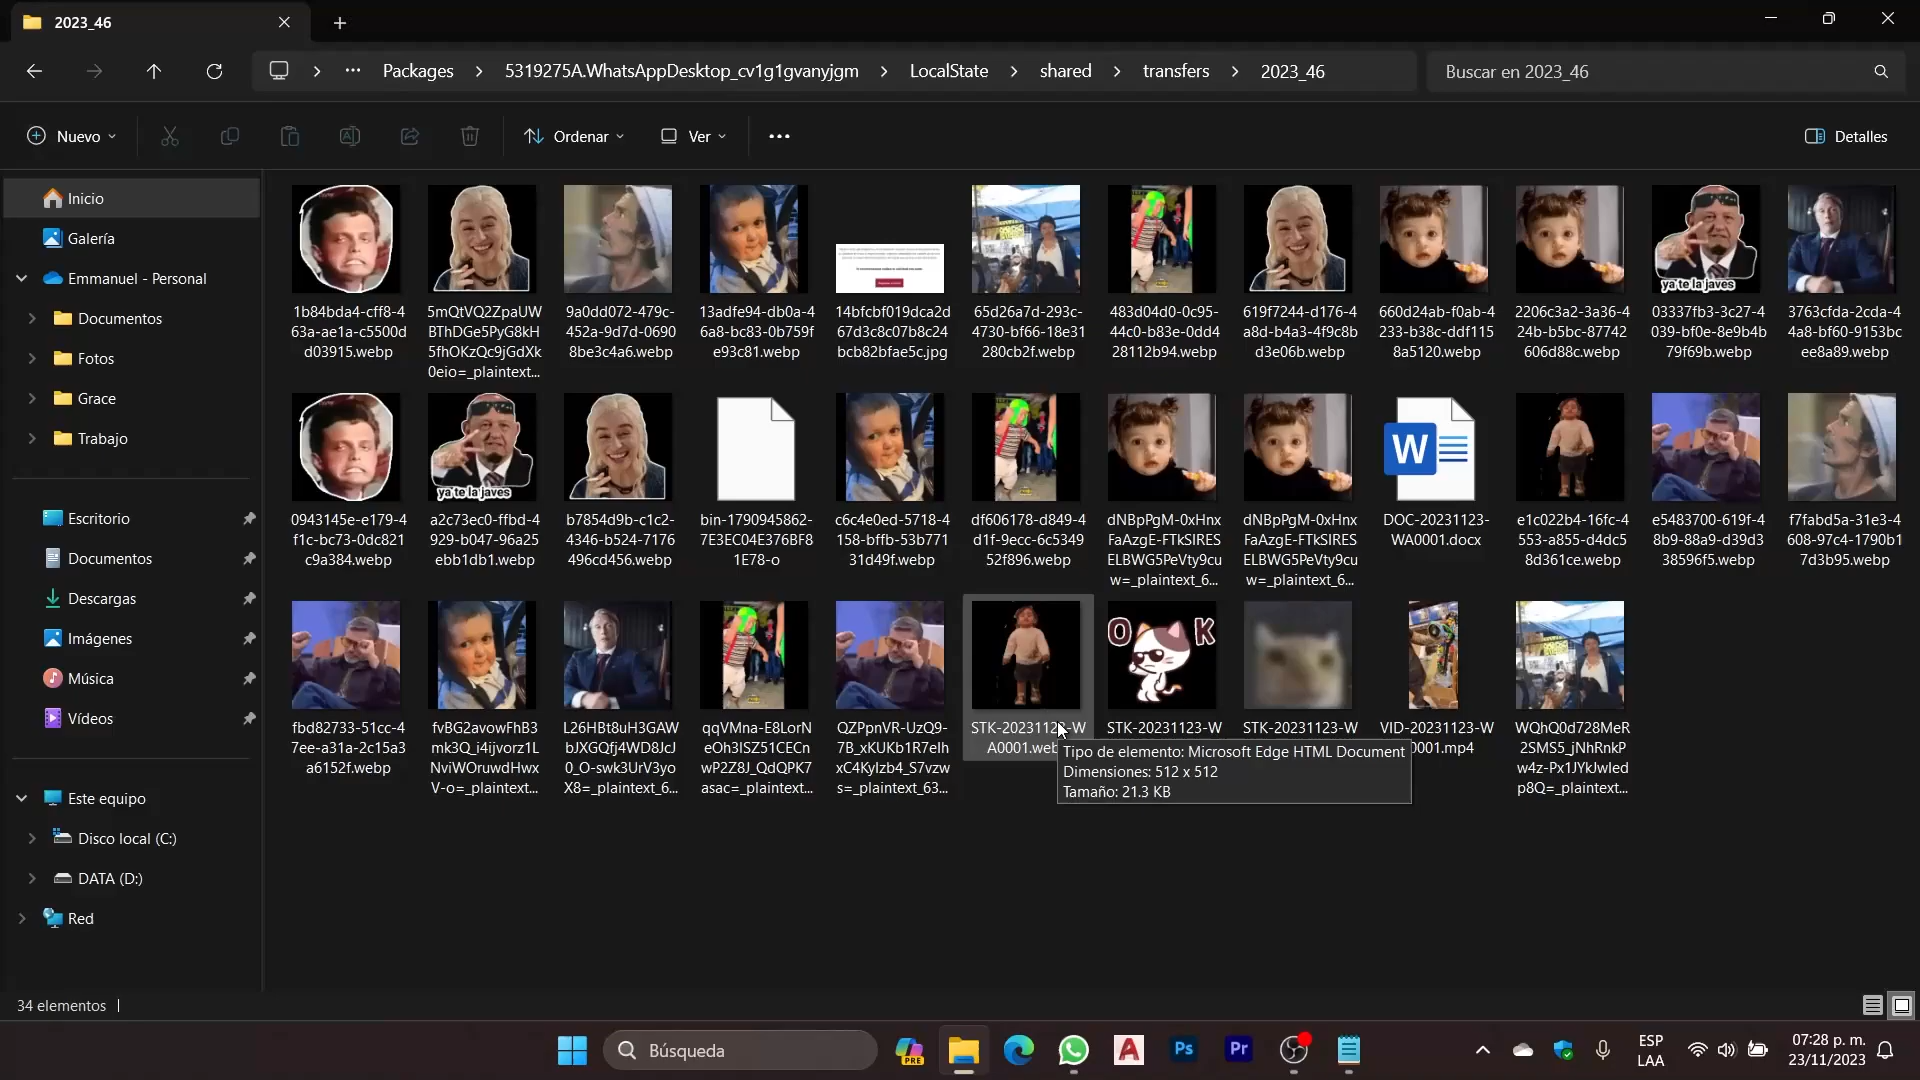 2023_46
Packages
5319275A.WhatsAppDesktop_cv1g1gvanyjgm
LocalState
shared
transfers
2023_46
Buscar en 2023_46
Nuevo
Ordenar
Ver
Detalles
Inicio
Galería
Emmanuel - Personal
Documentos
Fotos
Grace
Trabajo
Escritorio
Documentos
Descargas
Imágenes
Música
Vídeos
Este equipo
Disco local (C:)
DATA (D:)
Red
1b84bda4-cff8-4
63a-ae1a-c5500d
d03915.webp
5mQtVQ2ZpaUW
BThDGe5PyG8kH
5fhOKzQc9jGdXk
0eio=_plaintext...
9a0dd072-479c-
452a-9d7d-0690
8be3c4a6.webp
13adfe94-db0a-4
6a8-bc83-0b759f
e93c81.webp
14bfcbf019dca2d
67d3c8c07b8c24
bcb82bfae5c.jpg
65d26a7d-293c-
4730-bf66-18e31
280cb2f.webp
483d04d0-0c95-
44c0-b83e-0dd4
28112b94.webp
619f7244-d176-4
a8d-b4a3-4f9c8b
d3e06b.webp
660d24ab-f0ab-4
233-b38c-ddf115
8a5120.webp
2206c3a2-3a36-4
24b-b5bc-87742
606d88c.webp
ya te la javes
03337fb3-3c27-4
039-bf0e-8e9b4b
79f69b.webp
3763cfda-2cda-4
4a8-bf60-9153bc
ee8a89.webp
0943145e-e179-4
f1c-bc73-0dc821
c9a384.webp
ya te la javes
a2c73ec0-ffbd-4
929-b047-96a25
ebb1db1.webp
b7854d9b-c1c2-
4346-b524-7176
496cd456.webp
bin-1790945862-
7E3EC04E376BF8
1E78-o
c6c4e0ed-5718-4
158-bffb-53b771
31d49f.webp
df606178-d849-4
d1f-9ecc-6c5349
52f896.webp
dNBpPgM-0xHnx
FaAzgE-FTkSIRES
ELBWG5PeVty9cu
w=_plaintext_6...
dNBpPgM-0xHnx
FaAzgE-FTkSIRES
ELBWG5PeVty9cu
w=_plaintext_6...
W
DOC-20231123-
WA0001.docx
e1c022b4-16fc-4
553-a855-d4dc5
8d361ce.webp
e5483700-619f-4
8b9-88a9-d39d3
38596f5.webp
f7fabd5a-31e3-4
608-97c4-1790b1
7d3b95.webp
fbd82733-51cc-4
7ee-a31a-2c15a3
a6152f.webp
fvBG2avowFhB3
mk3Q_i4ijvorz1L
NviWOruwdHwx
V-o=_plaintext...
L26HBt8uH3GAW
bJXGQfj4WD8JcJ
0_O-swk3UrV3yo
X8=_plaintext_6...
qqVMna-E8LorN
eOh3lSZ51CECn
wP2Z8J_QdQPK7
asac=_plaintext...
QZPpnVR-UzQ9-
7B_xKUKb1R7eIh
xC4Kylzb4_S7vzw
s=_plaintext_63...
STK-20231123-W
A0001.web
OK
STK-20231123-W
STK-20231123-W
VID-20231123-W
0001.mp4
WQhQ0d728MeR
2SMS5_jNhRnkP
w4z-Px1JYkJwled
p8Q=_plaintext...
Tipo de elemento: Microsoft Edge HTML Document
Dimensiones: 512 x 512
Tamaño: 21.3 KB
34 elementos
Búsqueda
PRE
A
Ps
Pr
ESP
LAA
07:28 p. m.
23/11/2023